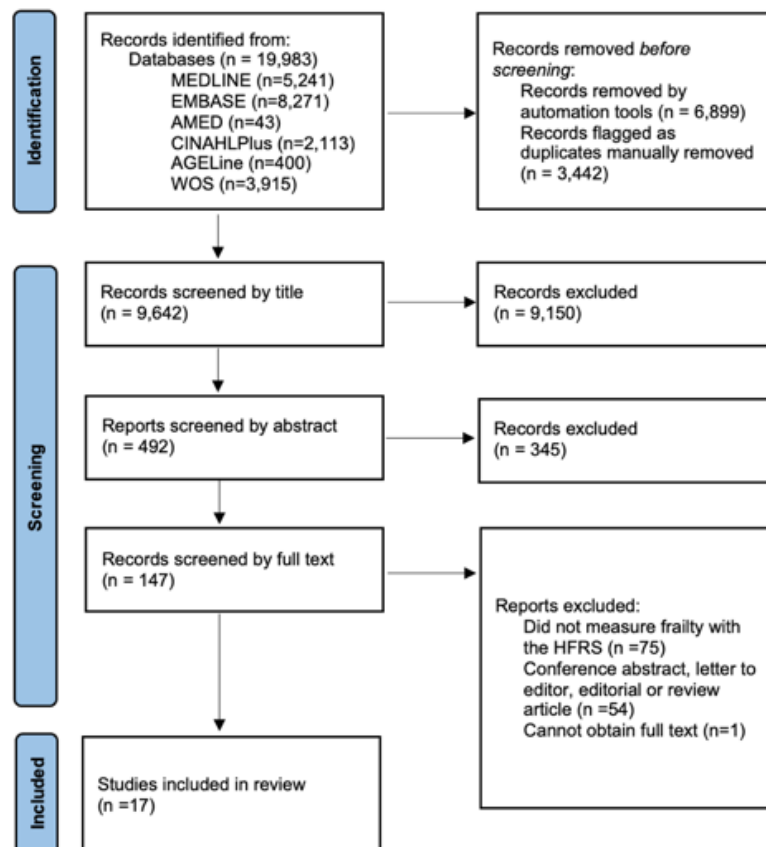 Identification
Records identified from:
Databases (n = 19,983)
MEDLINE (n=5,241)
EMBASE (n=8,271)
AMED (n=43)
CINAHLPlus (n=2,113)
AGELine (n=400)
WOS (n=3,915)
Records removed before
screening:
Records removed by
automation tools (n = 6,899)
Records flagged as
duplicates manually removed
(n = 3,442)
Screening
Records screened by title
(n = 9,642)
Records excluded
(n = 9,150)
Reports screened by abstract
(n = 492)
Records excluded
(n = 345)
Records screened by full text
(n = 147)
Reports excluded:
Did not measure frailty with
the HFRS (n =75)
Conference abstract, letter to
editor, editorial or review
article (n =54)
Cannot obtain full text (n=1)
Included
Studies included in review
(n =17)